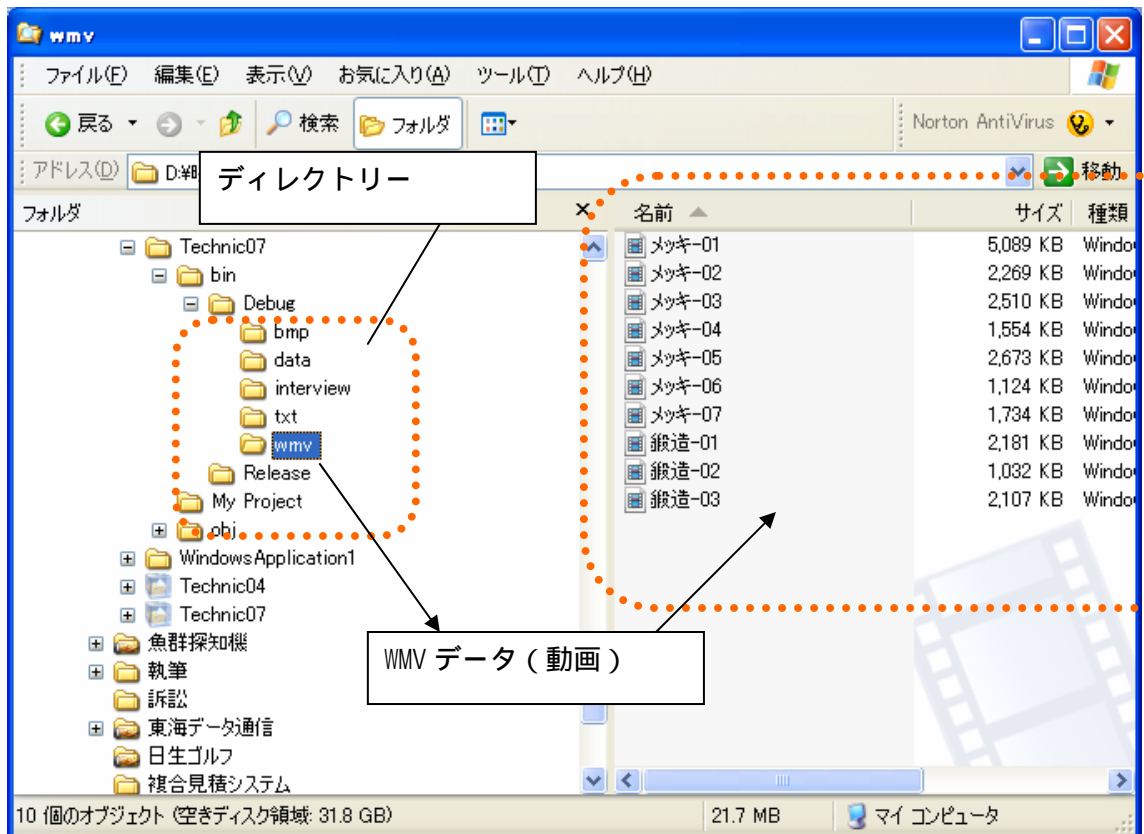 wmv
ファイル(F) 編集(E) 表示(V) お気に入り(A) ツール(T) ヘルプ(H)
戻る 検索 フォルダ Norton AntiVirus
アドレス(D) D:¥ 移動
ディレクトリー
フォルダ × 名前 サイズ 種類
Technic07 メッキ-01 5,089 KB Windo
bin メッキ-02 2,269 KB Windo
Debug メッキ-03 2,510 KB Windo
bmp メッキ-04 1,554 KB Windo
data メッキ-05 2,673 KB Windo
interview メッキ-06 1,124 KB Windo
txt メッキ-07 1,734 KB Windo
wmv 鍛造-01 2,181 KB Windo
Release 鍛造-02 1,032 KB Windo
My Project 鍛造-03 2,107 KB Windo
obj
WindowsApplication1
Technic04
Technic07
魚群探知機
WMV データ ( 動画 )
執筆
訴訟
東海データ通信
日生ゴルフ
複合見積システム
10 個のオブジェクト (空きディスク領域: 31.8 GB) 21.7 MB マイ コンピュータ